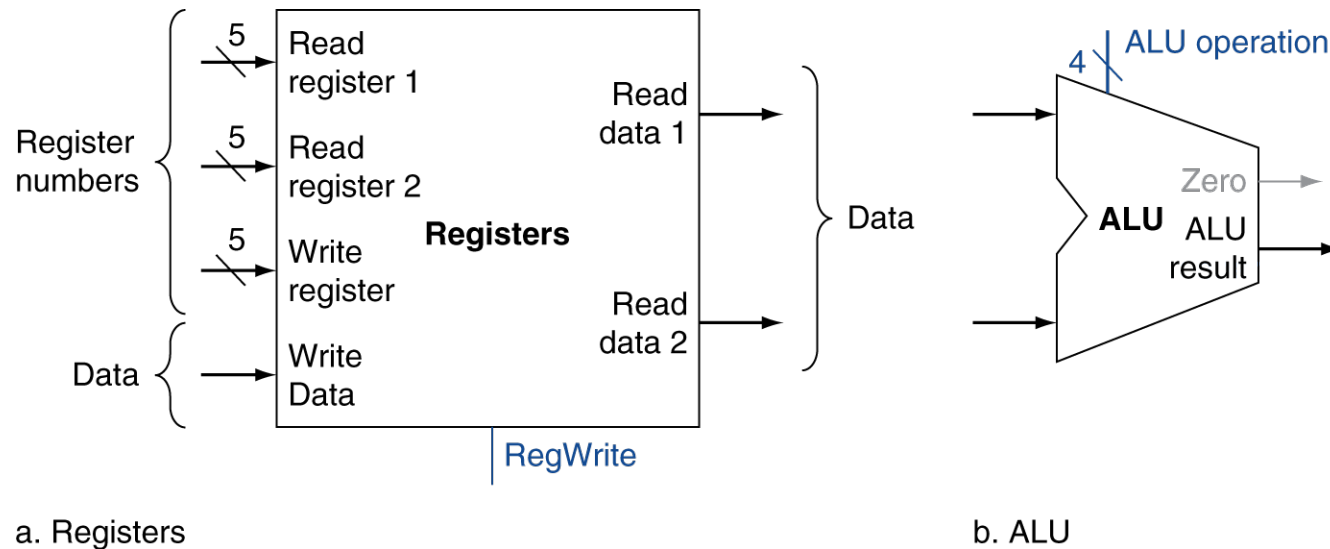 Register
numbers
Data
5
Read
register 1
5
Read
register 2
5
Write
register
Write
Data
Registers
Read
data 1
Read
data 2
RegWrite
Data
4
ALU operation
Zero
ALU
ALU
result
a. Registers
b. ALU